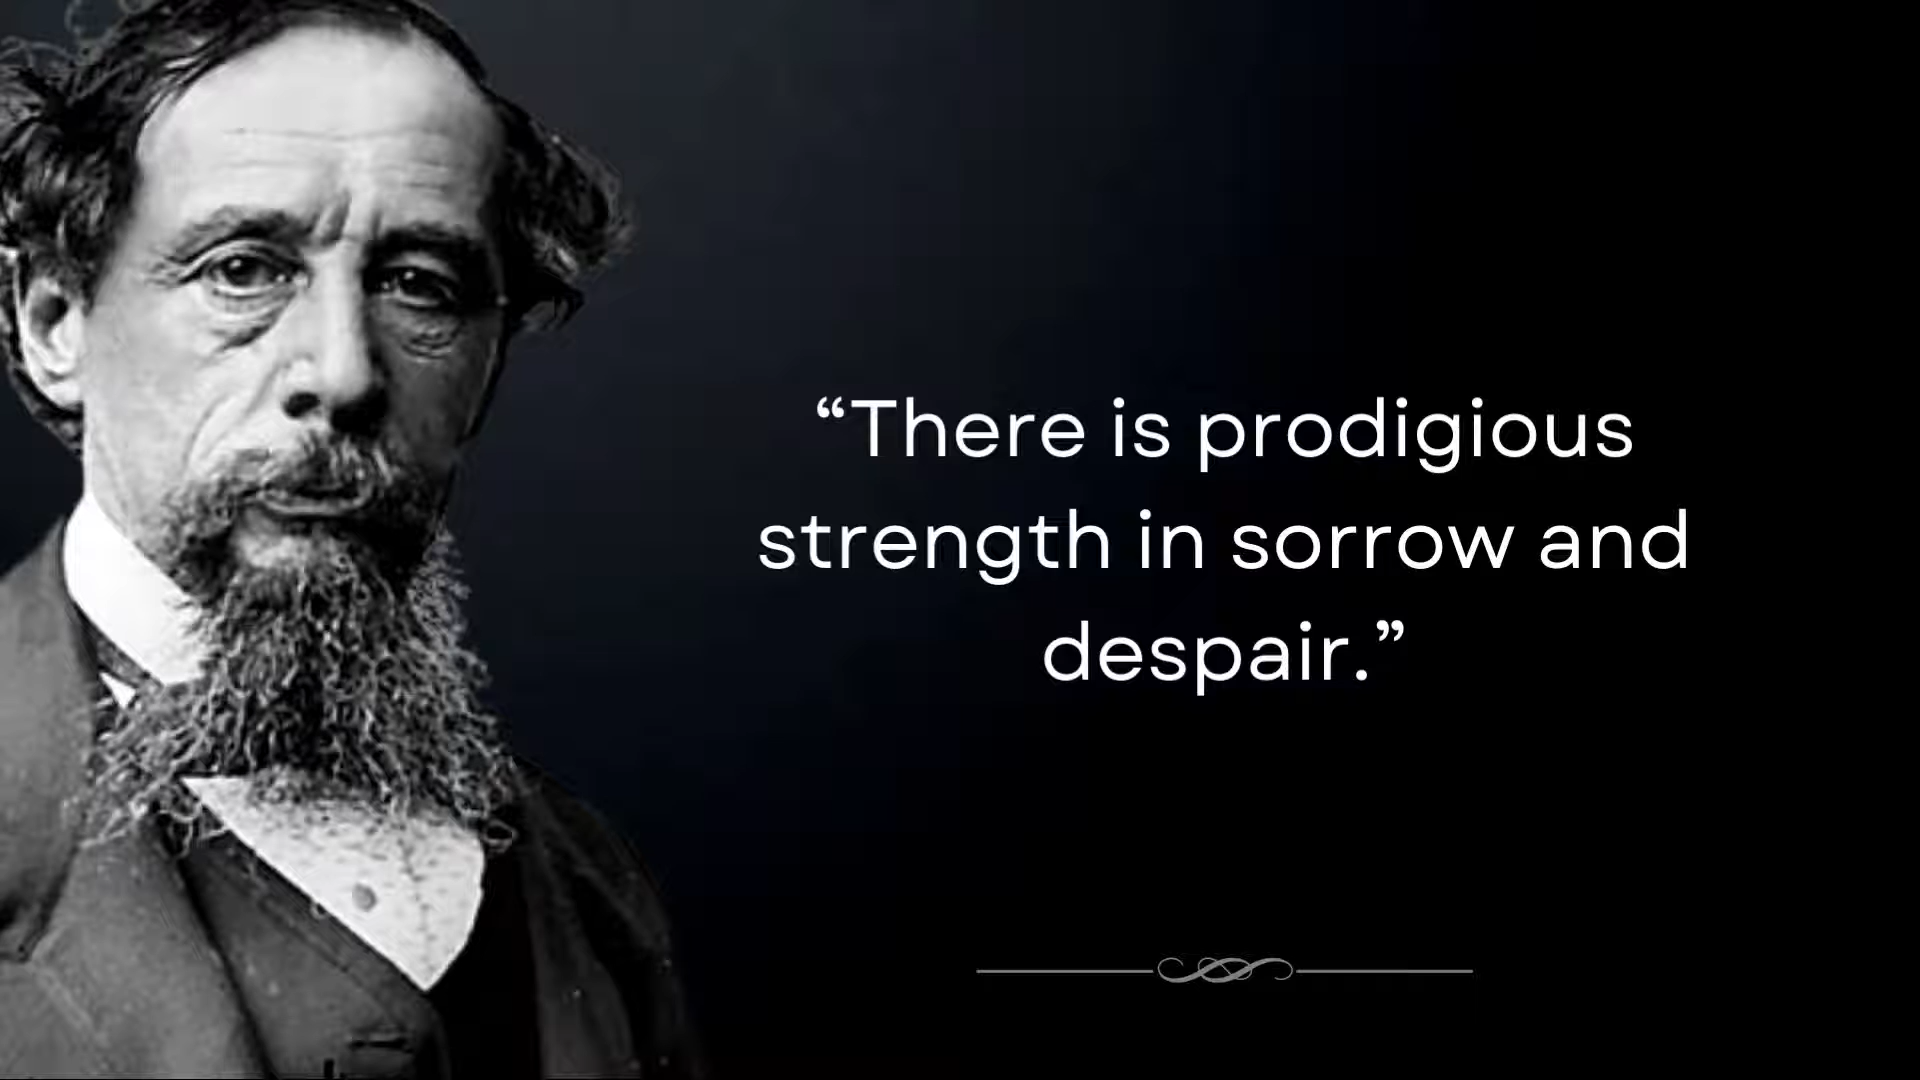 “There is prodigious
strength in sorrow and
despair.”